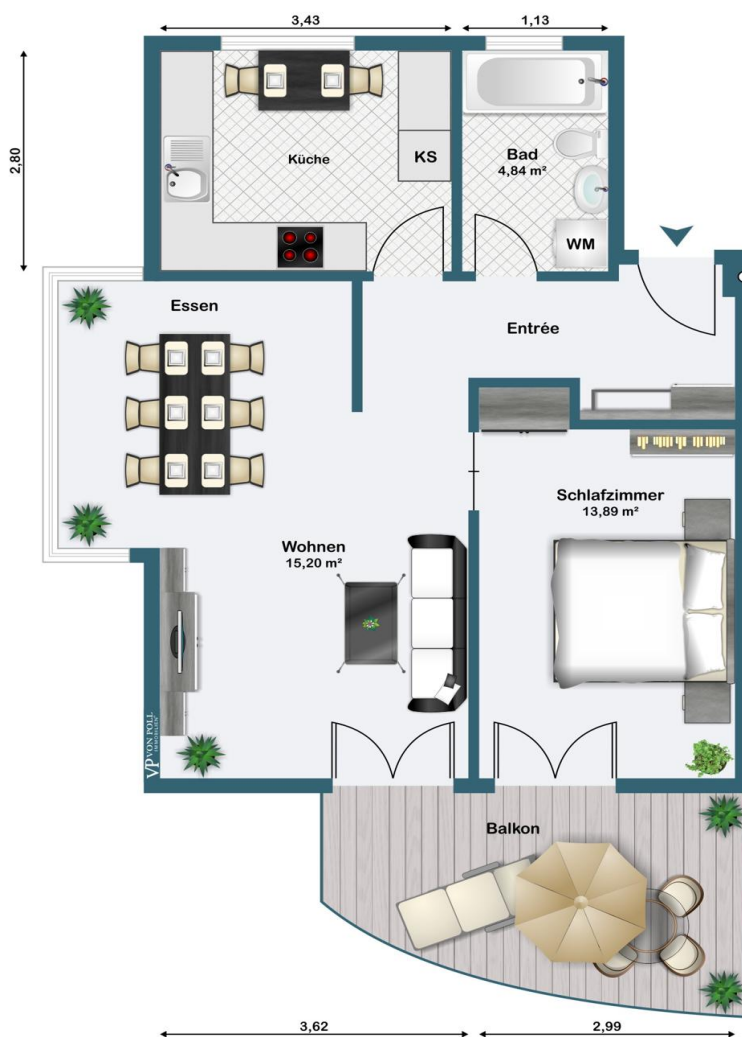 3,43
1,13
2,80
Küche
KS
Bad
4,84 m²
WM
Essen
Entrée
Schlafzimmer
13,89 m²
Wohnen
15,20 m²
VP VON POLL
IMMOBILIEN
Balkon
3,62
2,99